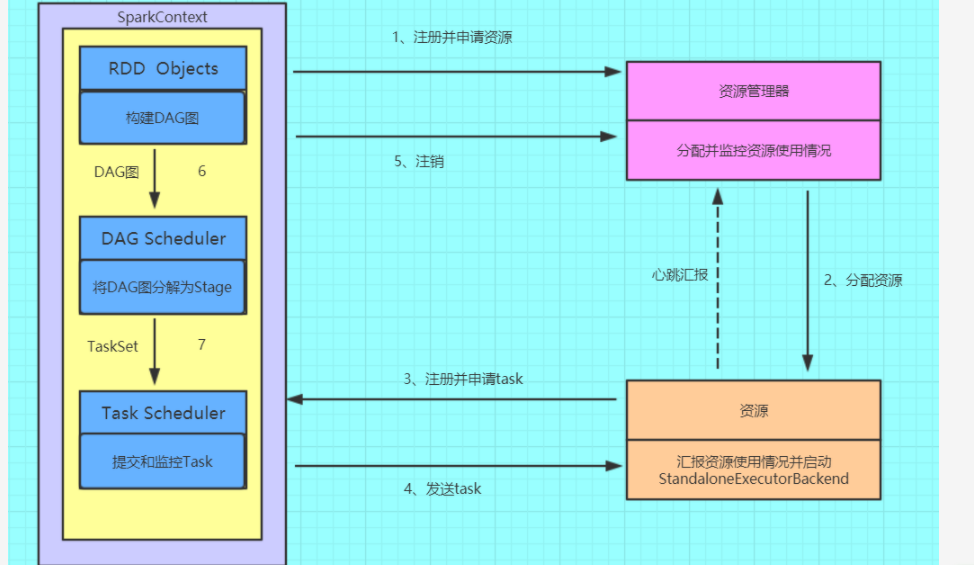 SparkContext
RDD Objects
构建DAG图
DAG图
6
DAG Scheduler
将DAG图分解为Stage
TaskSet
7
Task Scheduler
提交和监控Task
1、注册并申请资源
5、注销
资源管理器
分配并监控资源使用情况
心跳汇报
2、分配资源
3、注册并申请task
4、发送task
资源
汇报资源使用情况并启动
StandaloneExecutorBackend